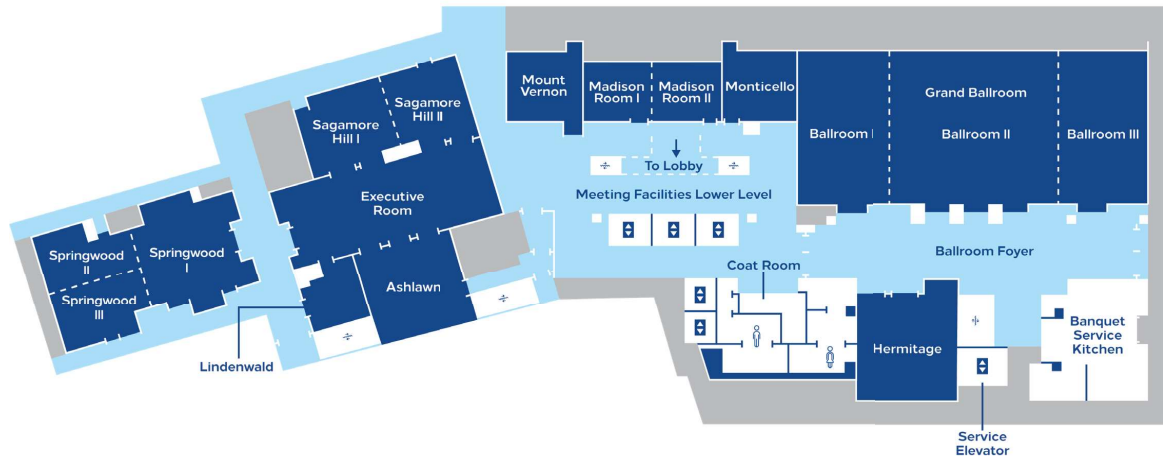 Mount
Vernon
Madison
Room I
Madison
Room II
Monticello
Grand Ballroom
Ballroom I
Ballroom II
Ballroom III
Sagamore
Hill II
Sagamore
Hill I
To Lobby
Meeting Facilities Lower Level
Executive
Room
Ballroom Foyer
Springwood
II
Springwood
I
Springwood
III
Coat Room
Ashlawn
Lindenwald
Hermitage
Banquet
Service
Kitchen
Service
Elevator